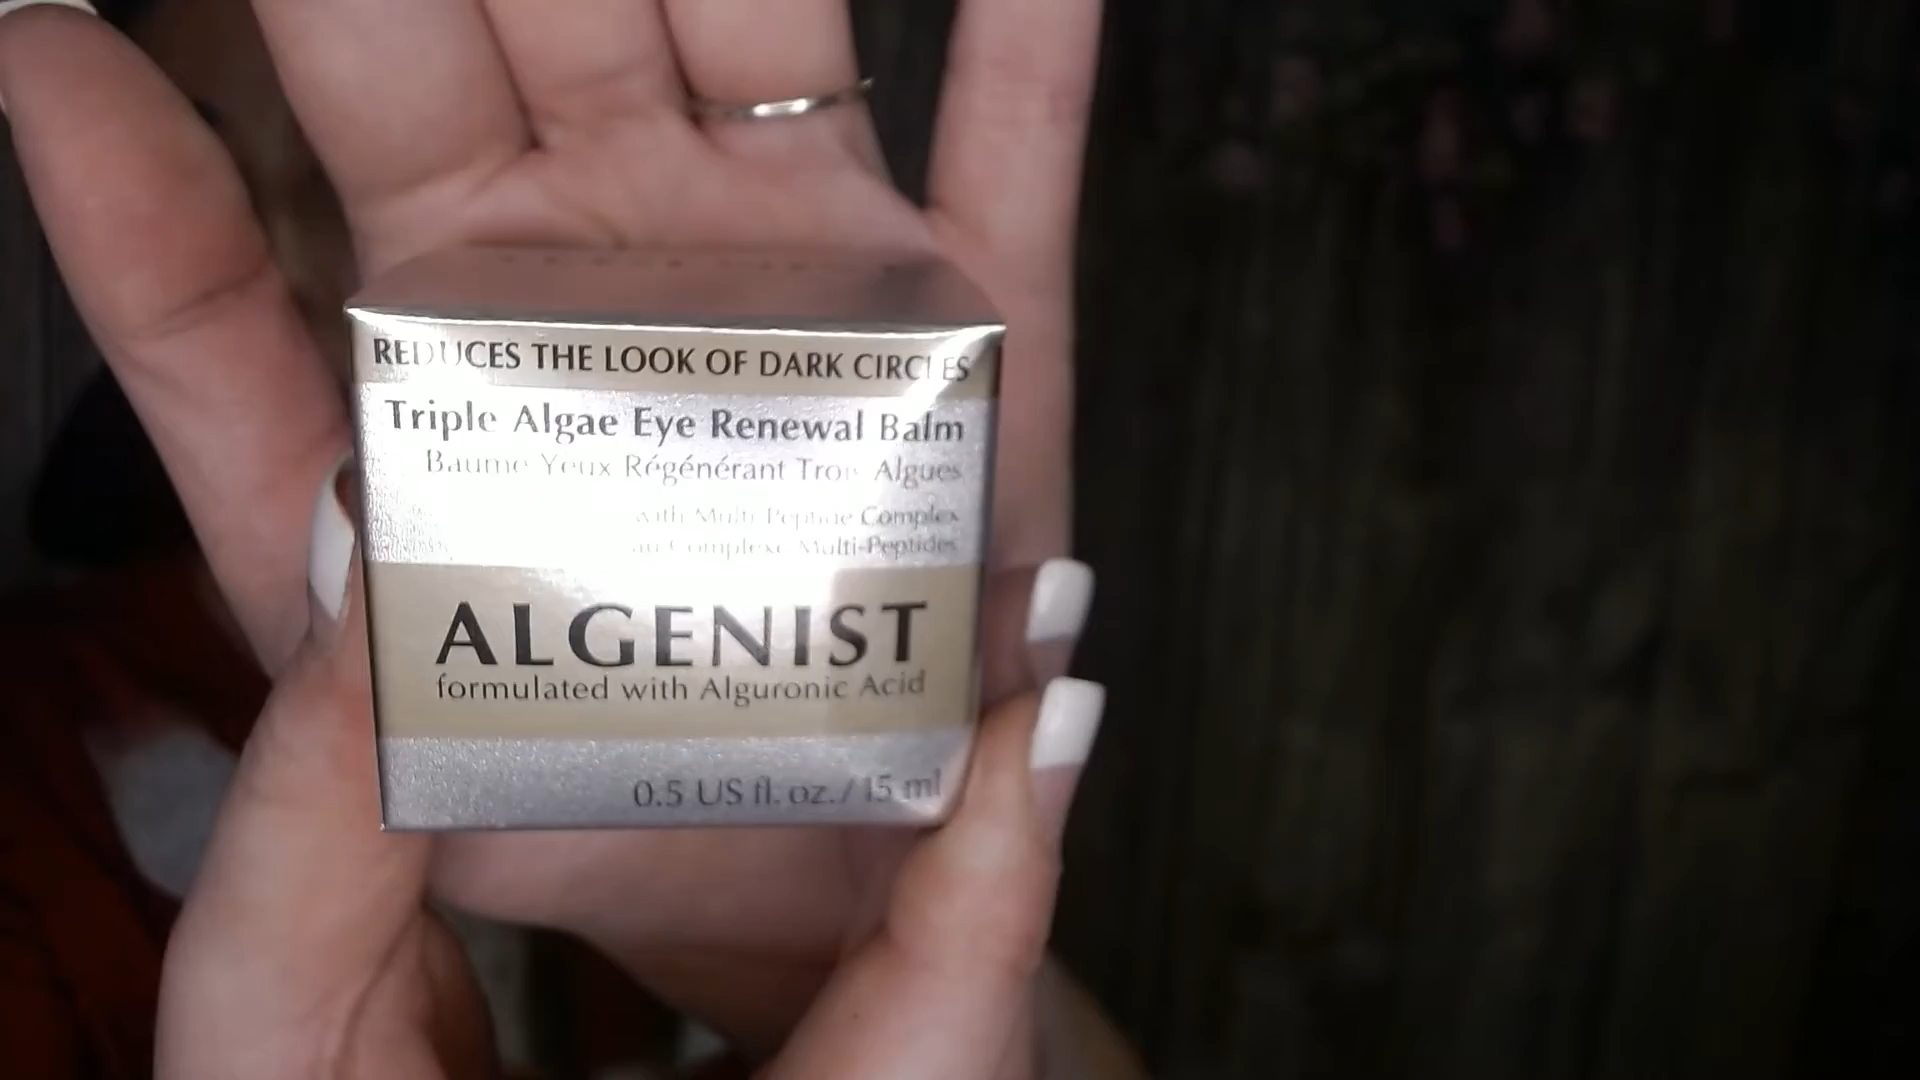 REDUCES THE LOOK OF DARK CIRCLES
Triple Algae Eye Renewal Balm
Baume Yeux Régénérant Trois Algues
with Multi-Peptide Complex
au Complexe Multi-Peptides
ALGENIST
formulated with Alguronic Acid
0.5 US fl. oz./15 ml